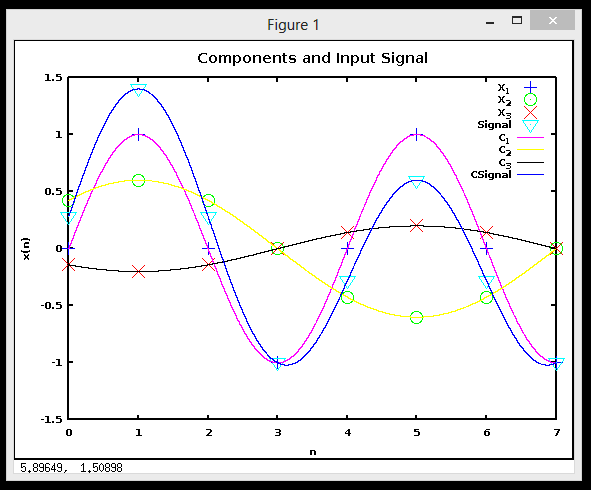 Figure 1
Components and Input Signal
X1
X2
X3
Signal
C1
C2
C3
CSignal
1.5
1
0.5
0
-0.5
-1
-1.5
x(n)
0 1 2 3 4 5 6 7
n
5.89649, 1.50898